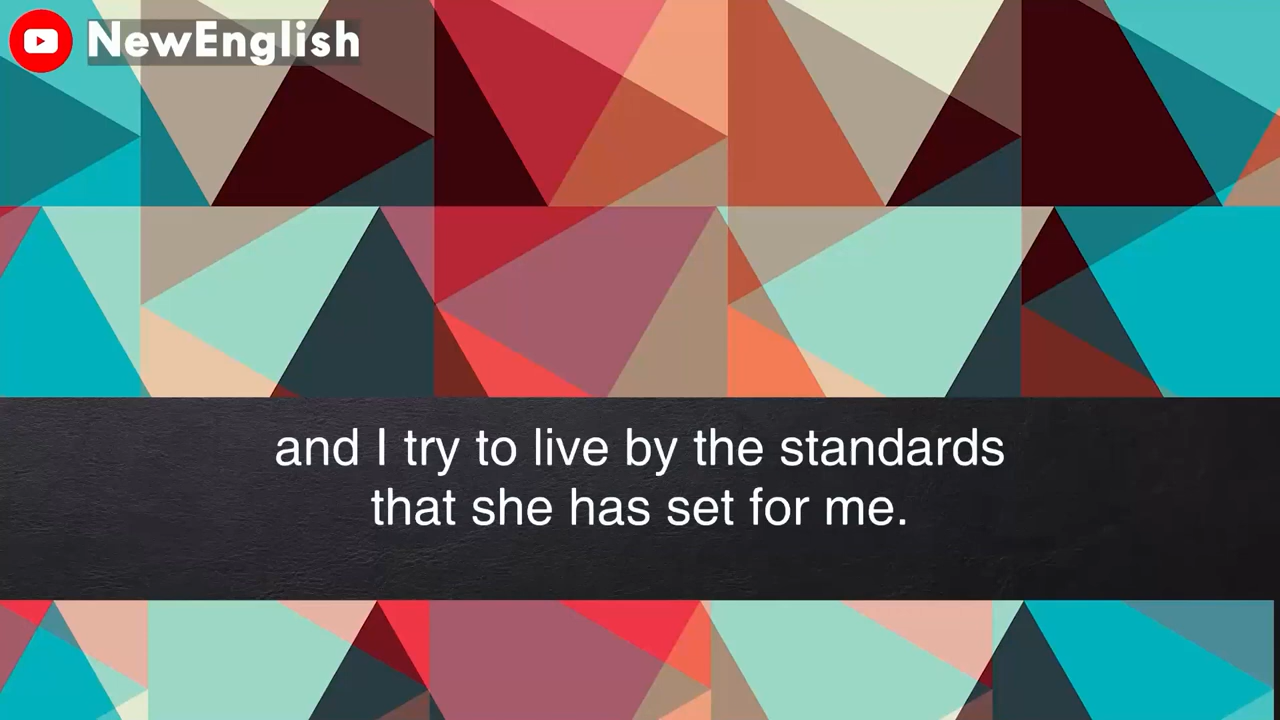 NewEnglish
and I try to live by the standards
that she has set for me.